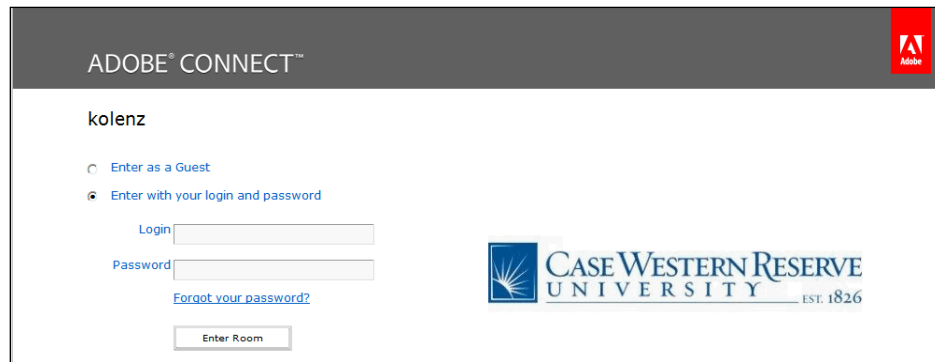 ADOBE® CONNECT™
Adobe
kolenz
Enter as a Guest
Enter with your login and password
Login
Password
Forgot your password?
Enter Room
CASE WESTERN RESERVE
UNIVERSITY EST. 1826